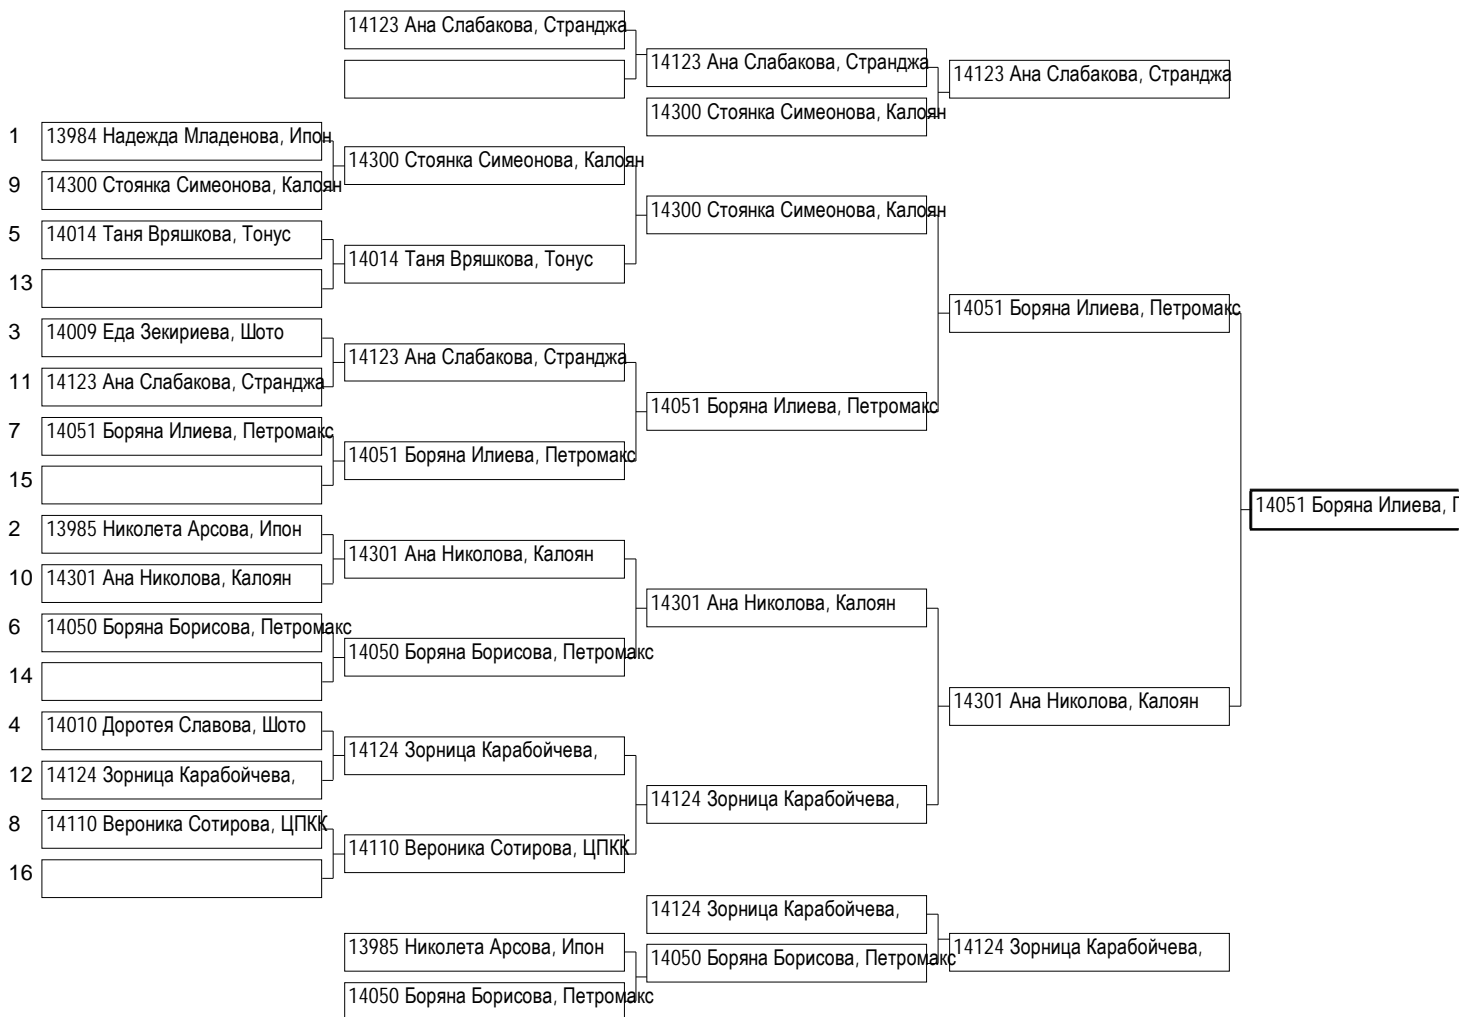 14123 Ана Слабакова, Странджа
14123 Ана Слабакова, Странджа
14123 Ана Слабакова, Странджа
14300 Стоянка Симеонова, Калоян
1 13984 Надежда Младенова, Ипон
14300 Стоянка Симеонова, Калоян
9 14300 Стоянка Симеонова, Калоян
14300 Стоянка Симеонова, Калоян
5 14014 Таня Вряшкова, Тонус
14014 Таня Вряшкова, Тонус
13
14051 Боряна Илиева, Петромакс
3 14009 Еда Зекириева, Шото
14123 Ана Слабакова, Странджа
11 14123 Ана Слабакова, Странджа
14051 Боряна Илиева, Петромакс
7 14051 Боряна Илиева, Петромакс
14051 Боряна Илиева, Петромакс
15
14051 Боряна Илиева,
2 13985 Николета Арсова, Ипон
14301 Ана Николова, Калоян
10 14301 Ана Николова, Калоян
14301 Ана Николова, Калоян
6 14050 Боряна Борисова, Петромакс
14050 Боряна Борисова, Петромакс
14
14301 Ана Николова, Калоян
4 14010 Доротея Славова, Шото
14124 Зорница Карабойчева,
12 14124 Зорница Карабойчева,
14124 Зорница Карабойчева,
8 14110 Вероника Сотирова, ЦПКК
14110 Вероника Сотирова, ЦПКК
16
14124 Зорница Карабойчева,
13985 Николета Арсова, Ипон
14124 Зорница Карабойчева,
14050 Боряна Борисова, Петромакс
14050 Боряна Борисова, Петромакс